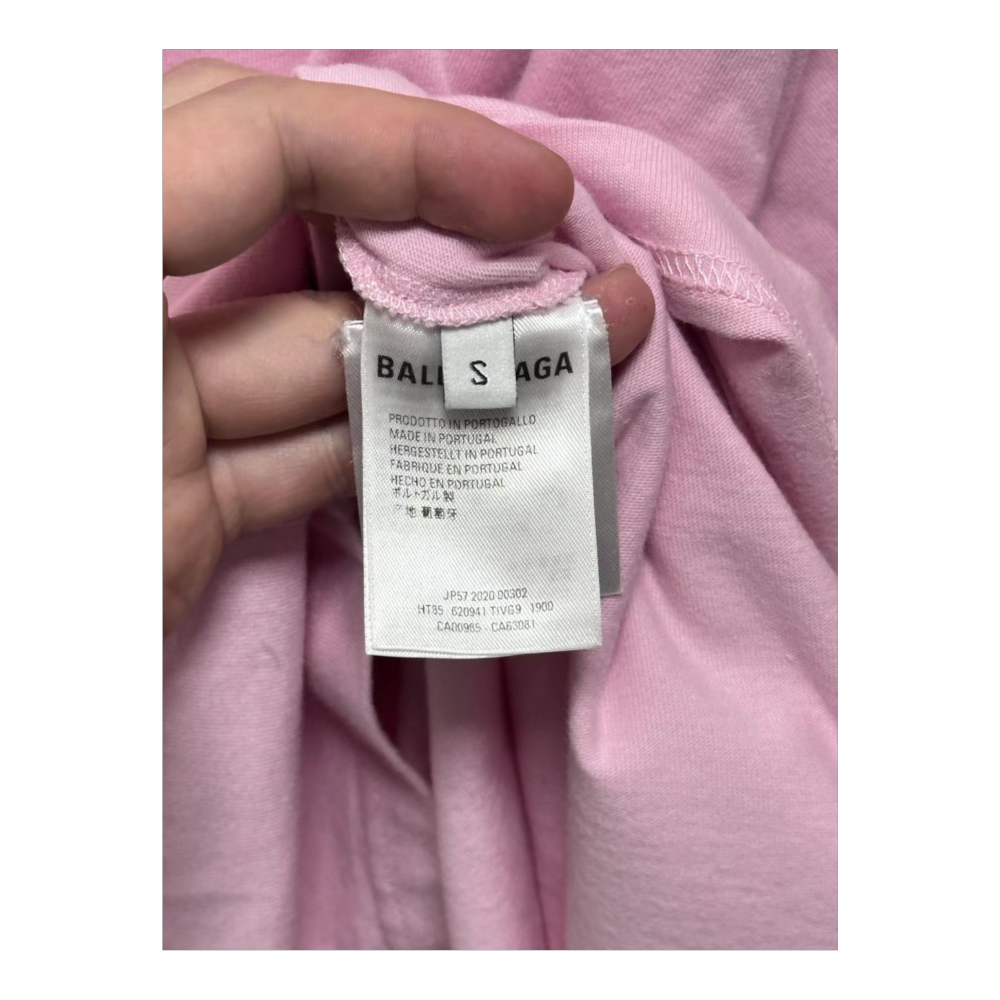 BALE AGA
S
PRODOTTO IN PORTOGALLO
MADE IN PORTUGAL
HERGESTELLT IN PORTUGAL
FABRIQUE EN PORTUGAL
HECHO EN PORTUGAL
ポルトガル製
产地 葡萄牙
JP57 2020 00302
HT85 620941 TIVG9 1900
CA00965 - CA63081